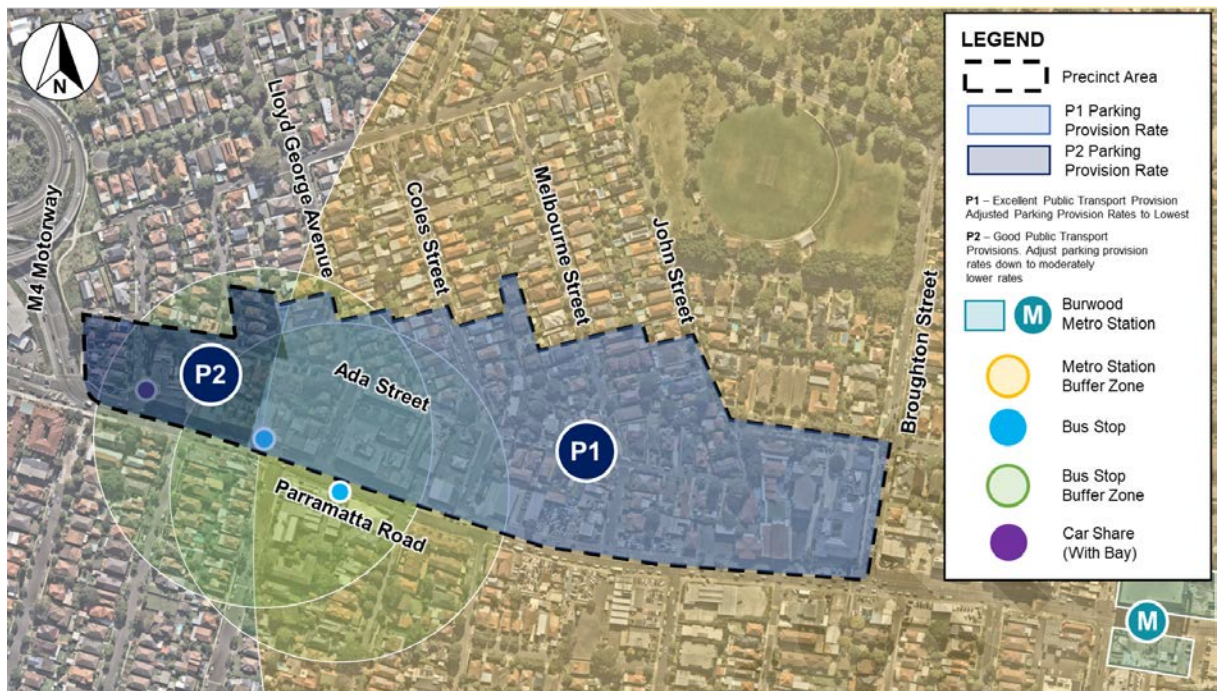 N
M4 Motorway
Lloyd George Avenue
Coles Street
Melbourne Street
John Street
Broughton Street
P2
Ada Street
P1
Parramatta Road
M
LEGEND
Precinct Area
P1 Parking
Provision Rate
P2 Parking
Provision Rate
P1 – Excellent Public Transport Provision
Adjusted Parking Provision Rates to Lowest
P2 – Good Public Transport
Provisions. Adjust parking provision
rates down to moderately
lower rates
M
Burwood
Metro Station
Metro Station
Buffer Zone
Bus Stop
Bus Stop
Buffer Zone
Car Share
(With Bay)